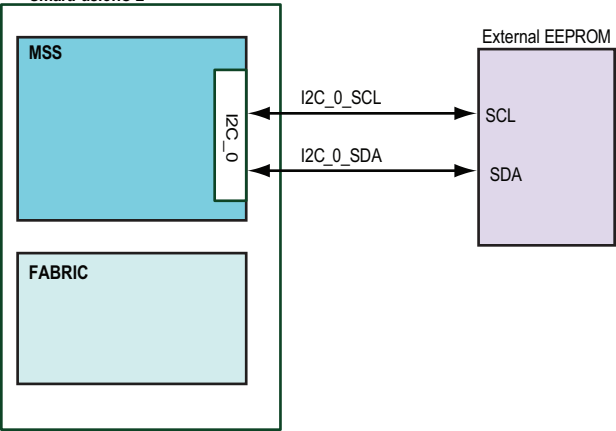 External EEPROM
MSS
I2C_0
I2C_0_SCL
SCL
I2C_0_SDA
SDA
FABRIC